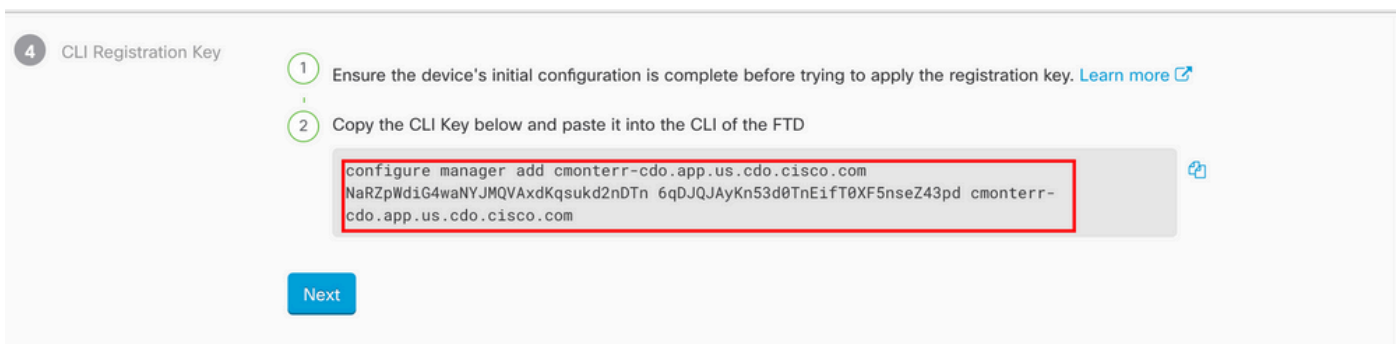 4 CLI Registration Key
1 Ensure the device's initial configuration is complete before trying to apply the registration key. Learn more
2 Copy the CLI Key below and paste it into the CLI of the FTD
configure manager add cmonterr-cdo.app.us.cdo.cisco.com
NaRZpWdiG4waNYJMQVAxdKqsukd2nDTn 6qDJQJAyKn53d0TnEifT0XF5nseZ43pd cmonterr-
cdo.app.us.cdo.cisco.com
Next